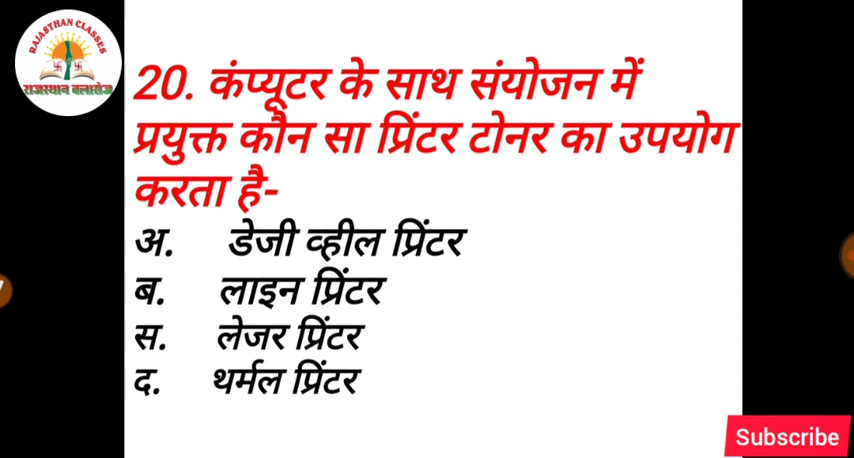 RAJASTHAN CLASSES
राजस्थान क्लासेज
20. कंप्यूटर के साथ संयोजन में
प्रयुक्त कौन सा प्रिंटर टोनर का उपयोग
करता है-
अ. डेजी व्हील प्रिंटर
ब. लाइन प्रिंटर
स. लेजर प्रिंटर
द. थर्मल प्रिंटर
Subscribe